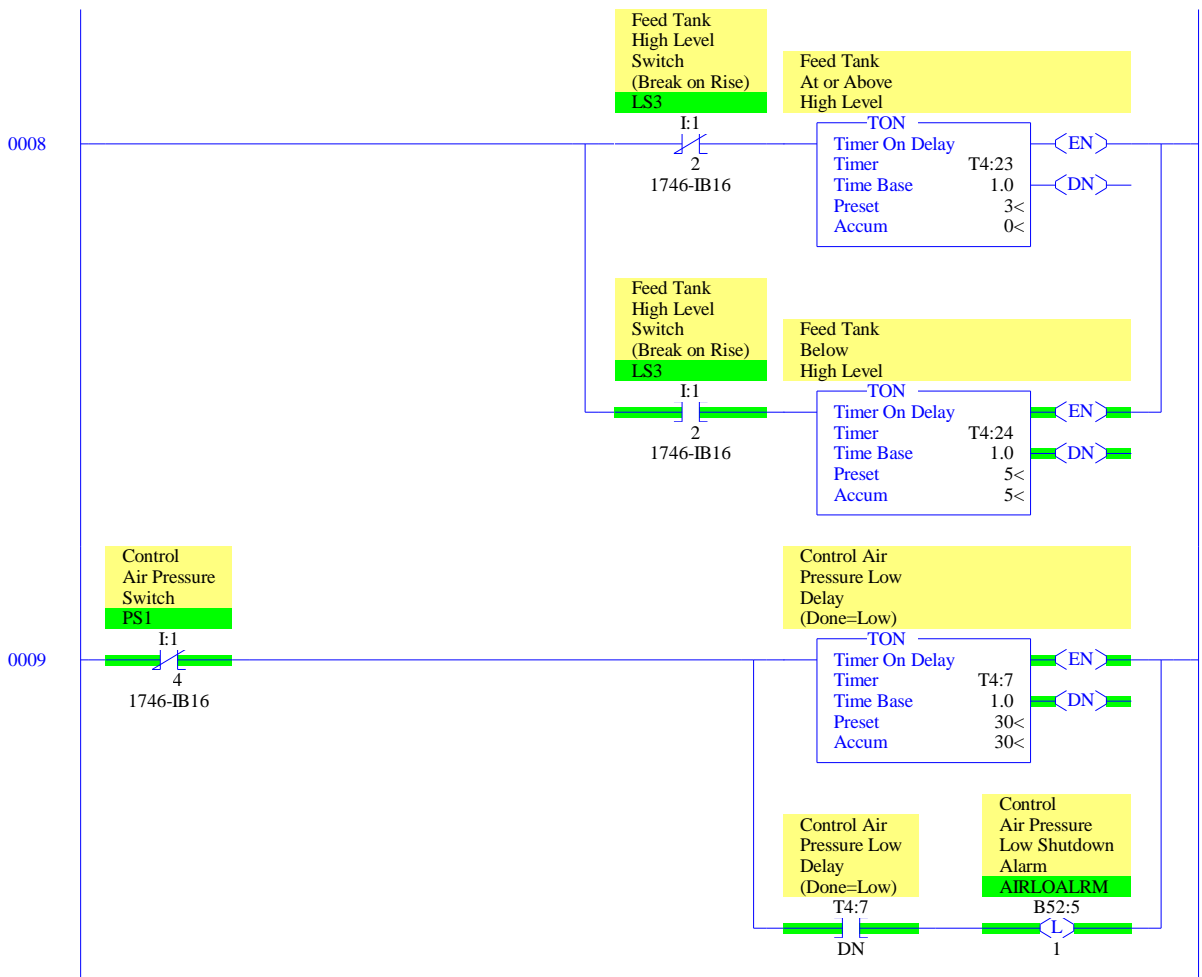 Feed Tank
High Level
Switch
(Break on Rise)
LS3
I:1
2
1746-IB16
Feed Tank
At or Above
High Level
0008
TON
Timer On Delay
Timer T4:23
Time Base 1.0
Preset 3<
Accum 0<
EN
DN
Feed Tank
High Level
Switch
(Break on Rise)
LS3
I:1
2
1746-IB16
Feed Tank
Below
High Level
TON
Timer On Delay
Timer T4:24
Time Base 1.0
Preset 5<
Accum 5<
EN
DN
Control
Air Pressure
Switch
PS1
I:1
4
1746-IB16
0009
Control Air
Pressure Low
Delay
(Done=Low)
TON
Timer On Delay
Timer T4:7
Time Base 1.0
Preset 30<
Accum 30<
EN
DN
Control Air
Pressure Low
Delay
(Done=Low)
T4:7
DN
Control
Air Pressure
Low Shutdown
Alarm
AIRLOALRM
B52:5
L
1